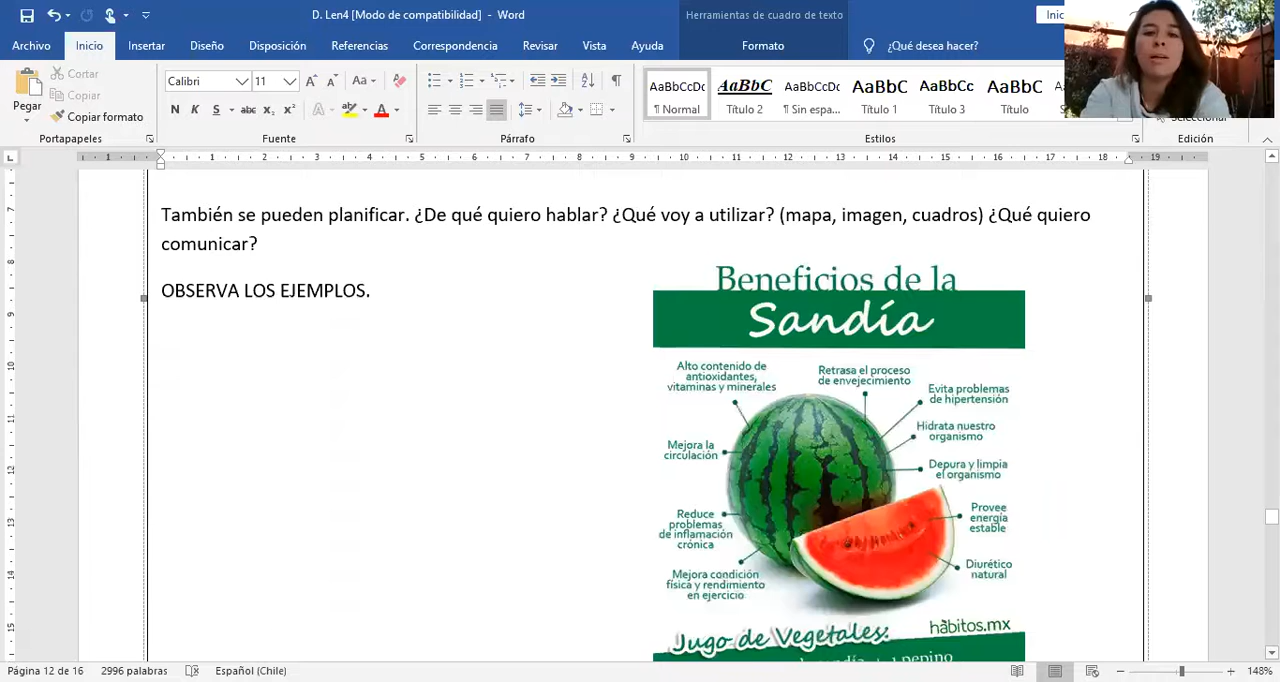 D. Len4 [Modo de compatibilidad] - Word
Herramientas de cuadro de texto
Archivo Inicio Insertar Diseño Disposición Referencias Correspondencia Revisar Vista Ayuda Formato ¿Qué desea hacer?
Pegar
Cortar
Copiar
Copiar formato
Portapapeles
Calibri 11
Fuente
Párrafo
AaBbCcDc AaBbC AaBbCcDc AaBbC AaBbCc AaBbC
¶ Normal Título 2 ¶ Sin espa... Título 1 Título 3 Título
Estilos
Edición
También se pueden planificar. ¿De qué quiero hablar? ¿Qué voy a utilizar? (mapa, imagen, cuadros) ¿Qué quiero
comunicar?
OBSERVA LOS EJEMPLOS.
Beneficios de la
Sandía
Alto contenido de
antioxidantes,
vitaminas y minerales
Retrasa el proceso
de envejecimiento
Evita problemas
de hipertensión
Hidrata nuestro
organismo
Mejora la
circulación
Depura y limpia
el organismo
Provee
energía
estable
Reduce
problemas
de inflamación
crónica
Diurético
natural
Mejora condición
física y rendimiento
en ejercicio
hábitos.mx
Jugo de Vegetales:
sandía pepino
Página 12 de 16 2996 palabras Español (Chile) 148%